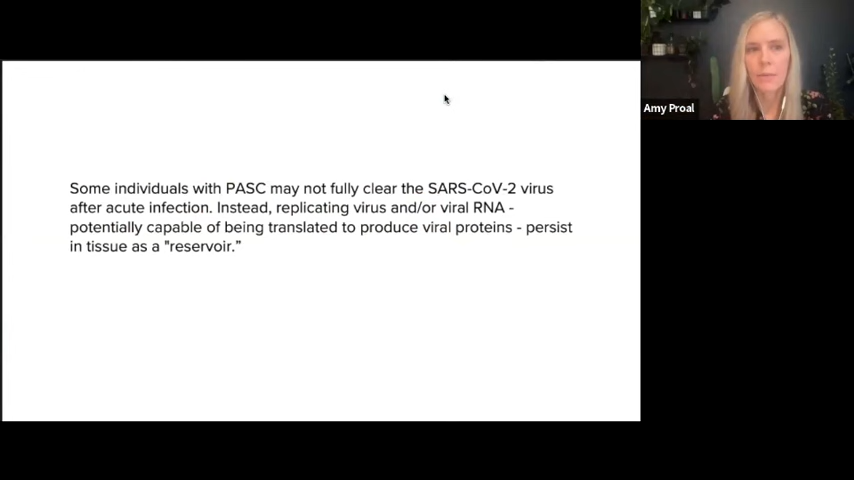 Some individuals with PASC may not fully clear the SARS-CoV-2 virus
after acute infection. Instead, replicating virus and/or viral RNA -
potentially capable of being translated to produce viral proteins - persist
in tissue as a "reservoir.”
Amy Proal